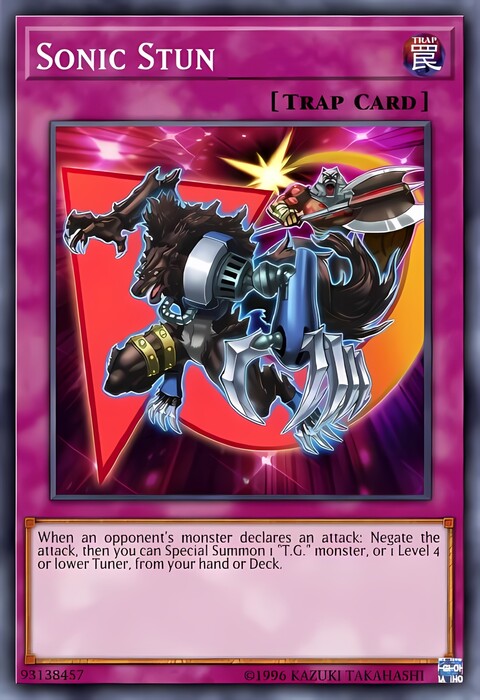 SONIC STUN
TRAP
罠
[TRAP CARD]
When an opponent's monster declares an attack: Negate the
attack, then you can Special Summon 1 "T.G." monster, or 1 Level 4
or lower Tuner, from your hand or Deck.
93138457
©1996 KAZUKI TAKAHASHI